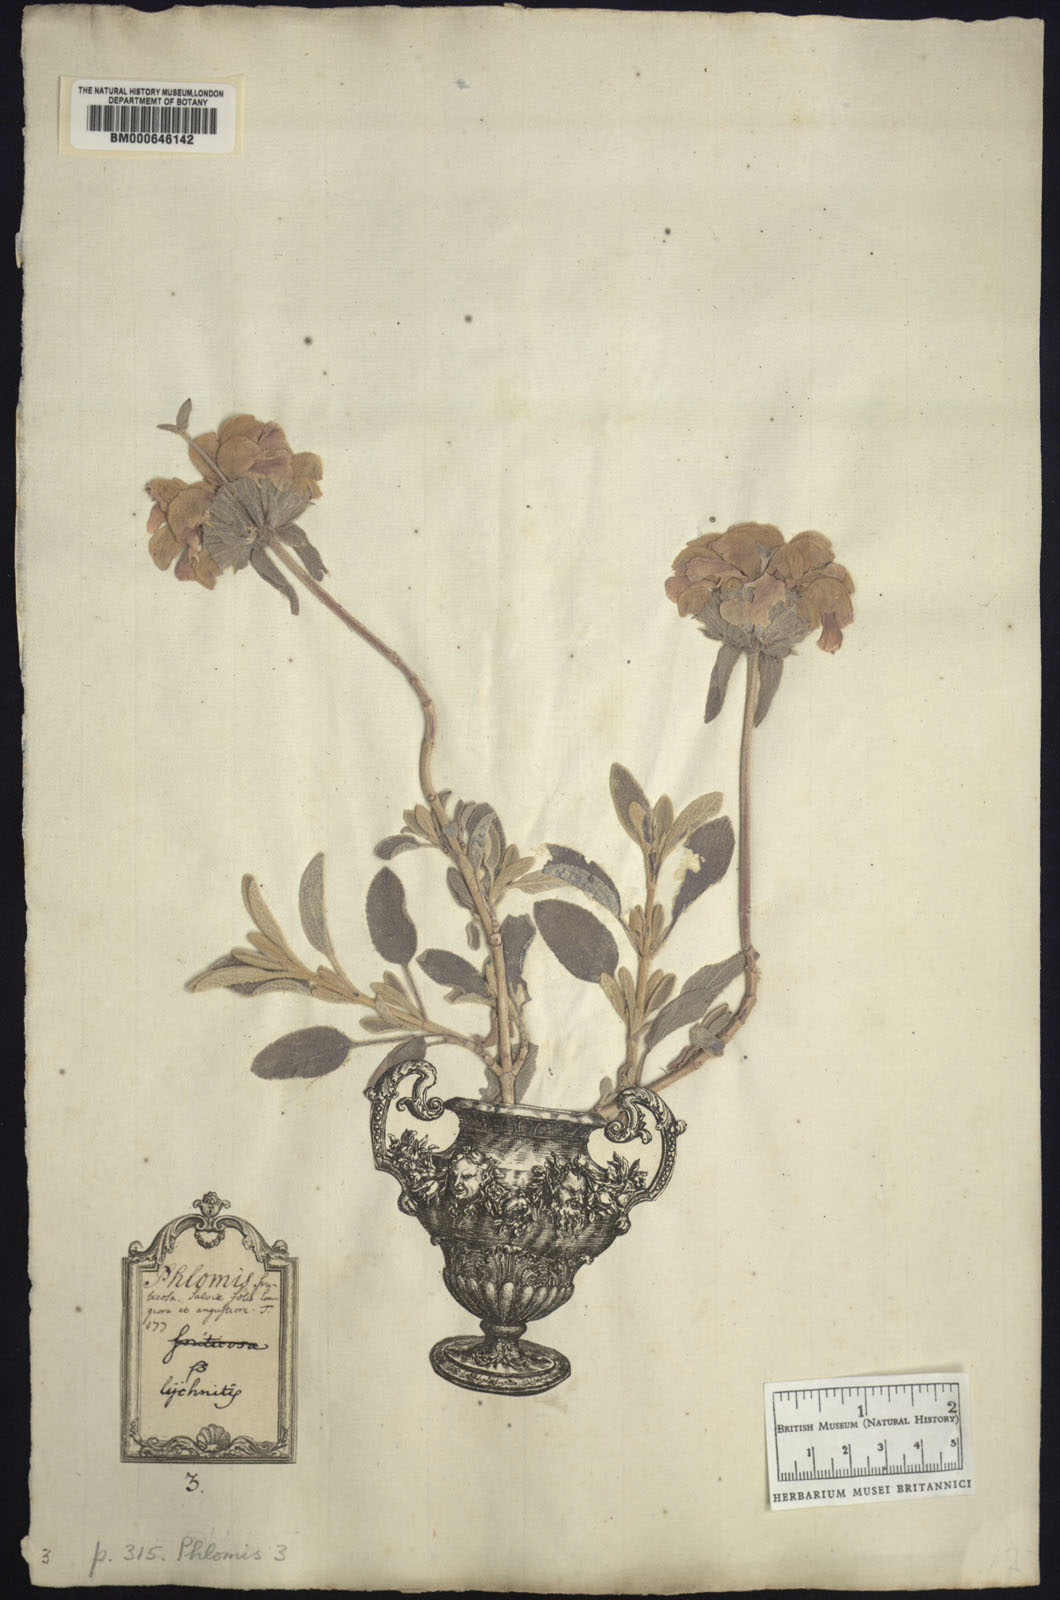 THE NATURAL HISTORY MUSEUM, LONDON
DEPARTMEMT OF BOTANY
BM000646142
Phlomis fru-
ticosa, Salviæ folio lon-
giore et angustiore. T.
177
fruticosa
β
lychnitis
3.
1 2
BRITISH MUSEUM (NATURAL HISTORY)
1 2 3 4 5
HERBARIUM MUSEI BRITANNICI
3 p. 315. Phlomis 3